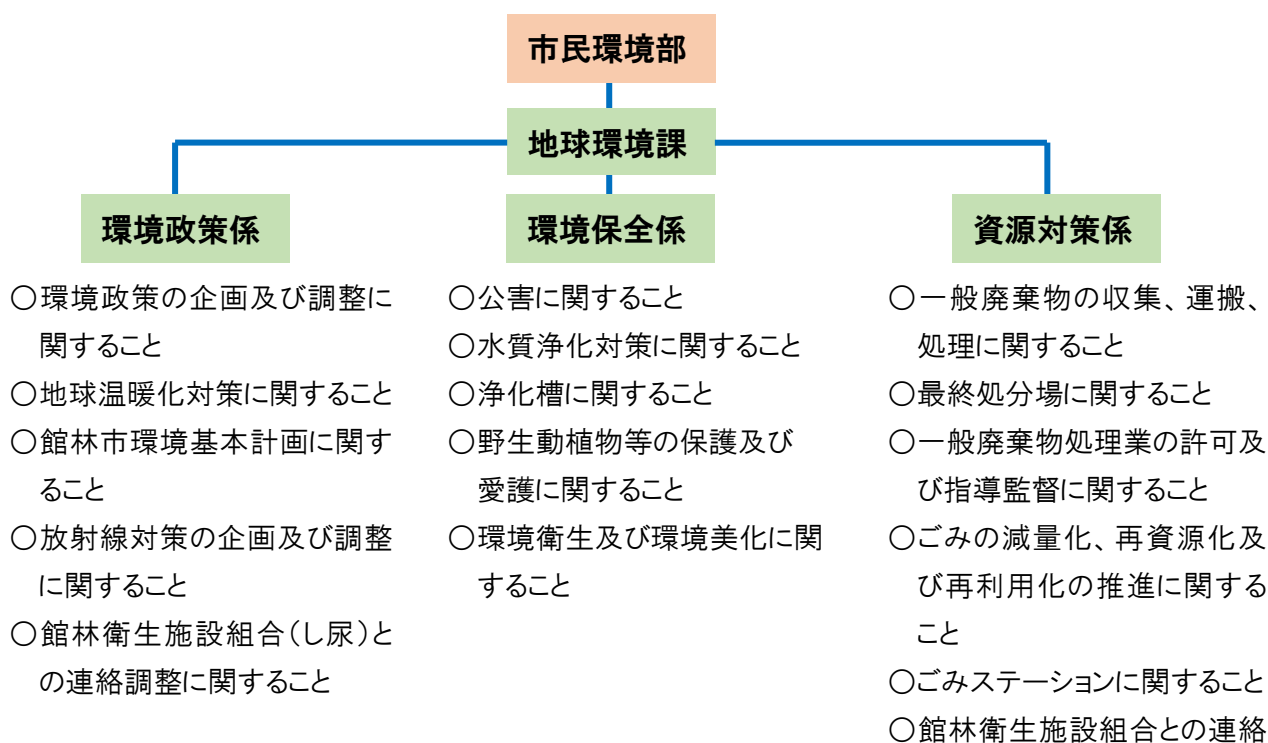 市民環境部
地球環境課
環境政策係
○環境政策の企画及び調整に
関すること
○地球温暖化対策に関すること
○館林市環境基本計画に関す
ること
○放射線対策の企画及び調整
に関すること
○館林衛生施設組合(し尿)と
の連絡調整に関すること
環境保全係
○公害に関すること
○水質浄化対策に関すること
○浄化槽に関すること
○野生動植物等の保護及び
愛護に関すること
○環境衛生及び環境美化に関
すること
資源対策係
○一般廃棄物の収集、運搬、
処理に関すること
○最終処分場に関すること
○一般廃棄物処理業の許可及
び指導監督に関すること
○ごみの減量化、再資源化及
び再利用化の推進に関する
こと
○ごみステーションに関すること
○館林衛生施設組合との連絡